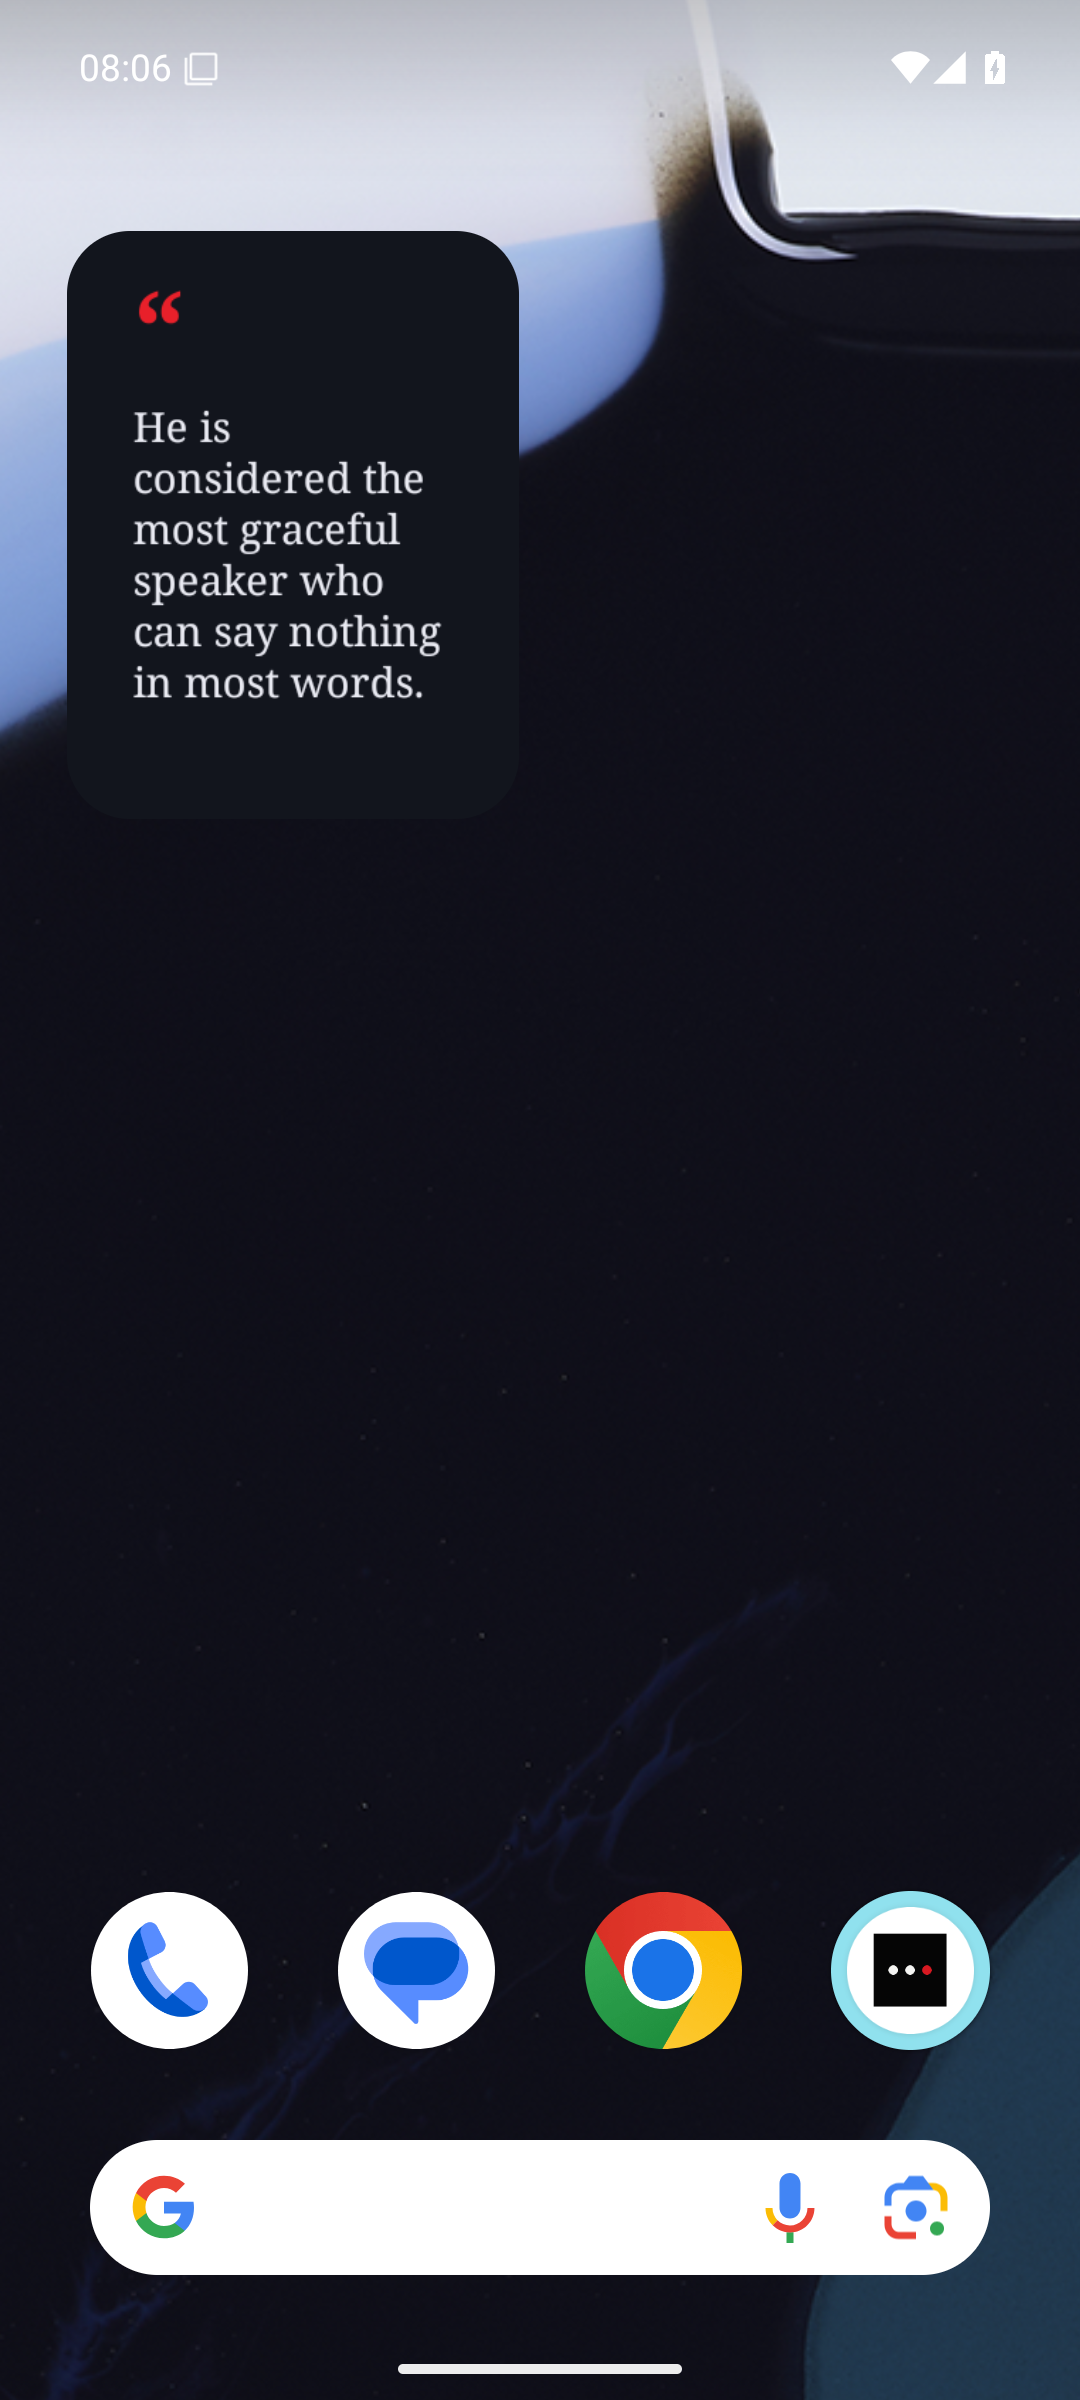 08:06
“
He is
considered the
most graceful
speaker who
can say nothing
in most words.